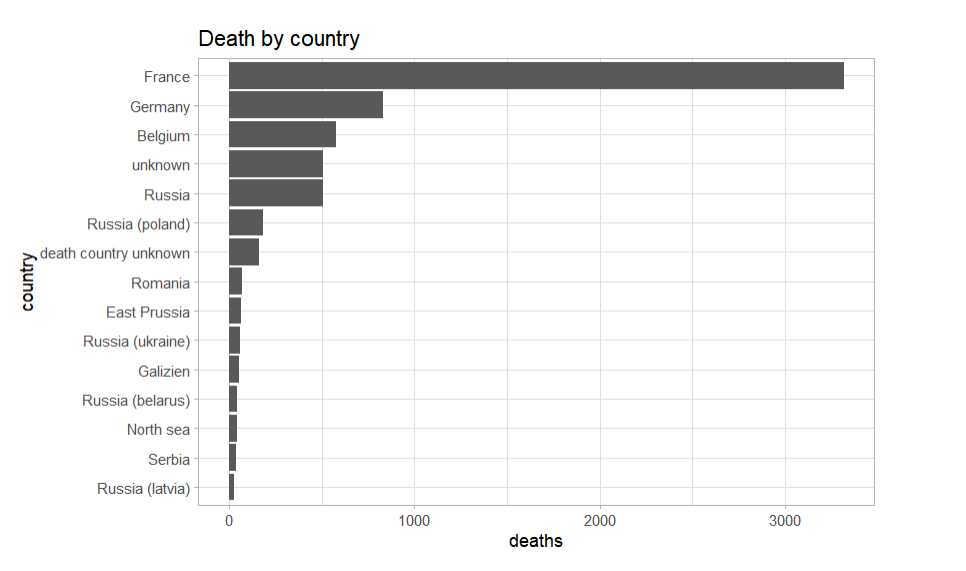 Death by country
France
Germany
Belgium
unknown
Russia
Russia (poland)
death country unknown
Romania
East Prussia
Russia (ukraine)
Galizien
Russia (belarus)
North sea
Serbia
Russia (latvia)
country
0 1000 2000 3000
deaths